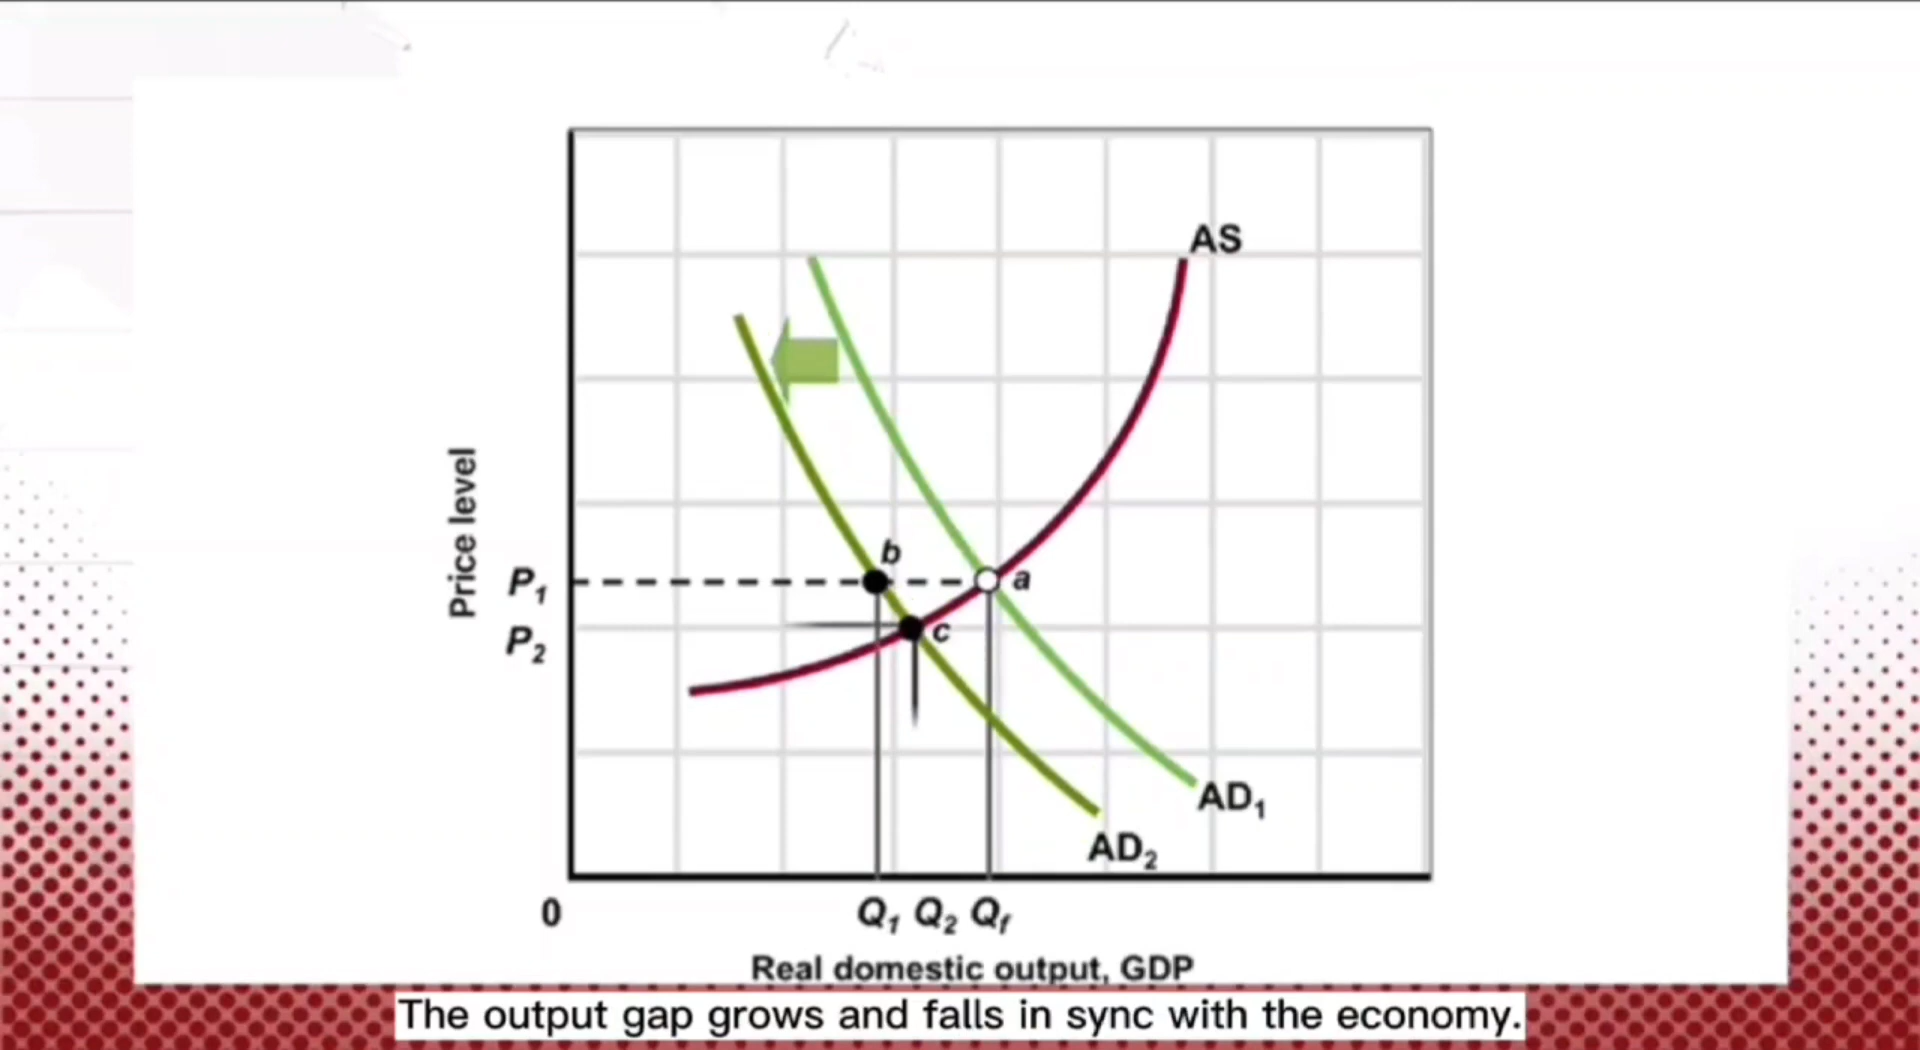 AS
Price level
b
P1
a
P2
c
AD1
AD2
0
Q1 Q2 Qf
Real domestic output, GDP
The output gap grows and falls in sync with the economy.